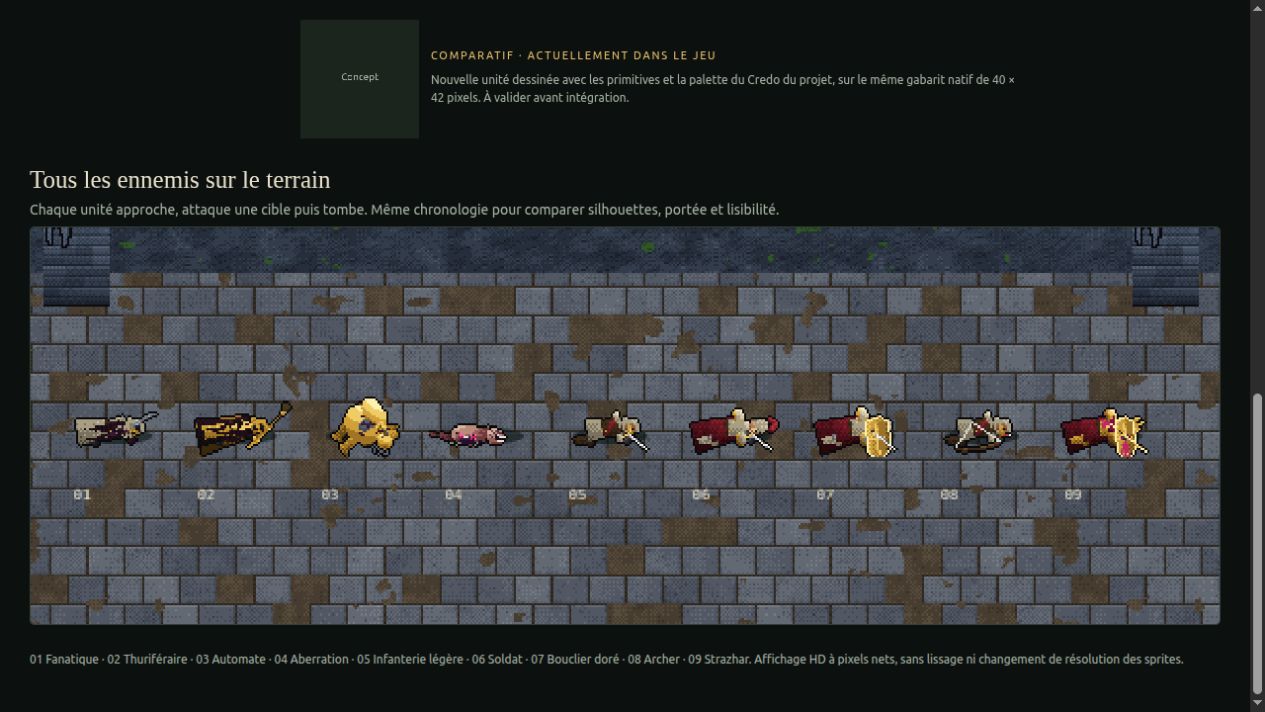 Concept
COMPARATIF · ACTUELLEMENT DANS LE JEU
Nouvelle unité dessinée avec les primitives et la palette du Credo du projet, sur le même gabarit natif de 40 ×
42 pixels. À valider avant intégration.
Tous les ennemis sur le terrain
Chaque unité approche, attaque une cible puis tombe. Même chronologie pour comparer silhouettes, portée et lisibilité.
01 02 03 04 05 06 07 08 09
01 Fanatique · 02 Thuriféraire · 03 Automate · 04 Aberration · 05 Infanterie légère · 06 Soldat · 07 Bouclier doré · 08 Archer · 09 Strazhar. Affichage HD à pixels nets, sans lissage ni changement de résolution des sprites.